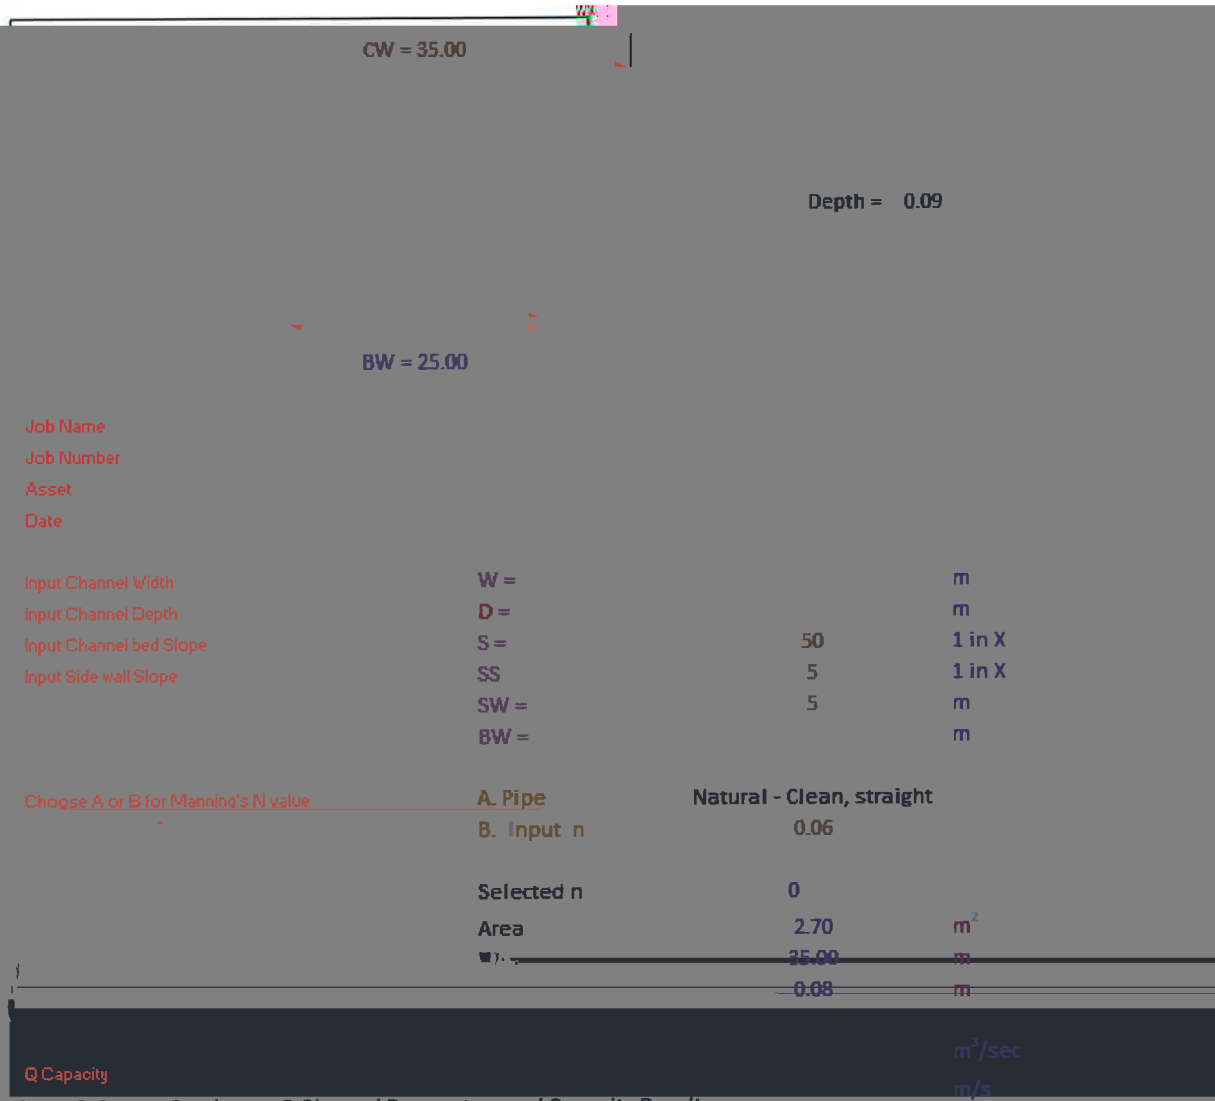 CW = 35.00
Depth = 0.09
BW = 25.00
Job Name
Job Number
Asset
Date
Input Channel Width W = m
Input Channel Depth D = m
Input Channel bed Slope S = 50 1 in X
Input Side wall Slope SS 5 1 in X
SW = 5 m
BW = m
Choose A or B for Manning's N value A. Pipe Natural - Clean, straight
B. Input n 0.06
Selected n 0
Area 2.70 m²
35.00 m
0.08 m
m³/sec
Q Capacity
m/s